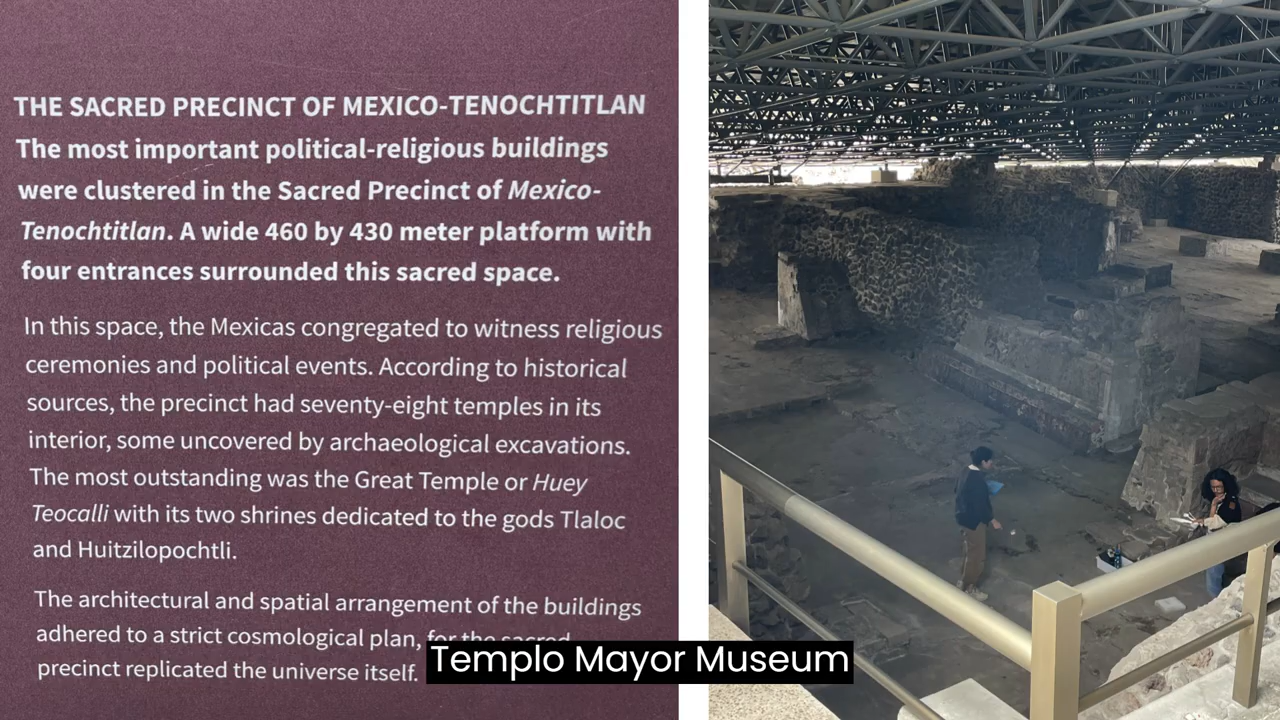 THE SACRED PRECINCT OF MEXICO-TENOCHTITLAN
The most important political-religious buildings
were clustered in the Sacred Precinct of Mexico-
Tenochtitlan. A wide 460 by 430 meter platform with
four entrances surrounded this sacred space.
In this space, the Mexicas congregated to witness religious
ceremonies and political events. According to historical
sources, the precinct had seventy-eight temples in its
interior, some uncovered by archaeological excavations.
The most outstanding was the Great Temple or Huey
Teocalli with its two shrines dedicated to the gods Tlaloc
and Huitzilopochtli.
The architectural and spatial arrangement of the buildings
adhered to a strict cosmological plan, for the sacred
precinct replicated the universe itself.
Templo Mayor Museum